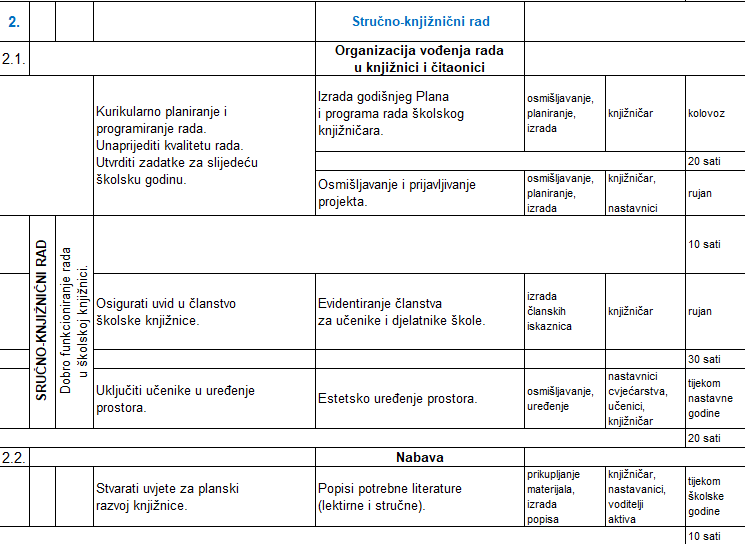 2.
Stručno-knjižnični rad
2.1.
Organizacija vođenja rada
u knjižnici i čitaonici
Kurikularno planiranje i
programiranje rada.
Unaprijediti kvalitetu rada.
Utvrditi zadatke za slijedeću
školsku godinu.
Izrada godišnjeg Plana
i programa rada školskog
knjižničara.
osmišljavanje,
planiranje,
izrada
knjižničar
kolovoz
20 sati
Osmišljavanje i prijavljivanje
projekta.
osmišljavanje,
planiranje,
izrada
knjižničar,
nastavnici
rujan
SRUČNO-KNJIŽNIČNI RAD
Dobro funkcioniranje rada
u školskoj knjižnici.
10 sati
Osigurati uvid u članstvo
školske knjižnice.
Evidentiranje članstva
za učenike i djelatnike škole.
izrada
članskih
iskaznica
knjižničar
rujan
30 sati
Uključiti učenike u uređenje
prostora.
Estetsko uređenje prostora.
osmišljavanje,
uređenje
nastavnici
cvjećarstva,
učenici,
knjižničar
tijekom
nastavne
godine
20 sati
2.2.
Nabava
Stvarati uvjete za planski
razvoj knjižnice.
Popisi potrebne literature
(lektirne i stručne).
prikupljanje
materijala,
izrada
popisa
knjižničar,
nastavanici,
voditelji
aktiva
tijekom
školske
godine
10 sati